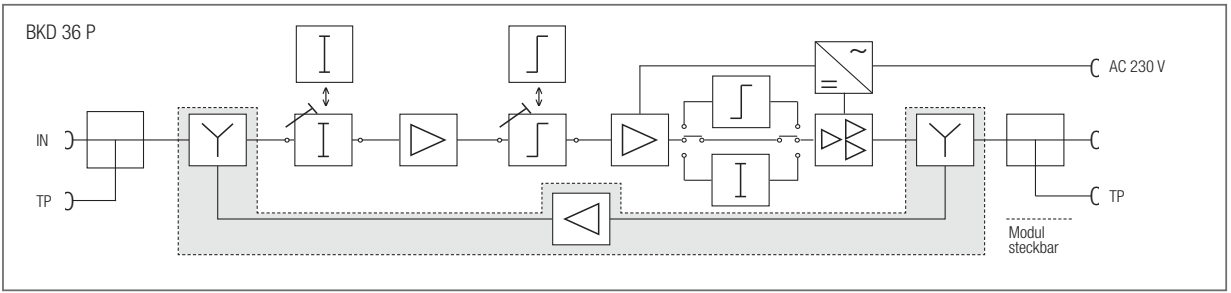 BKD 36 P
AC 230 V
IN
TP
TP
Modul
steckbar